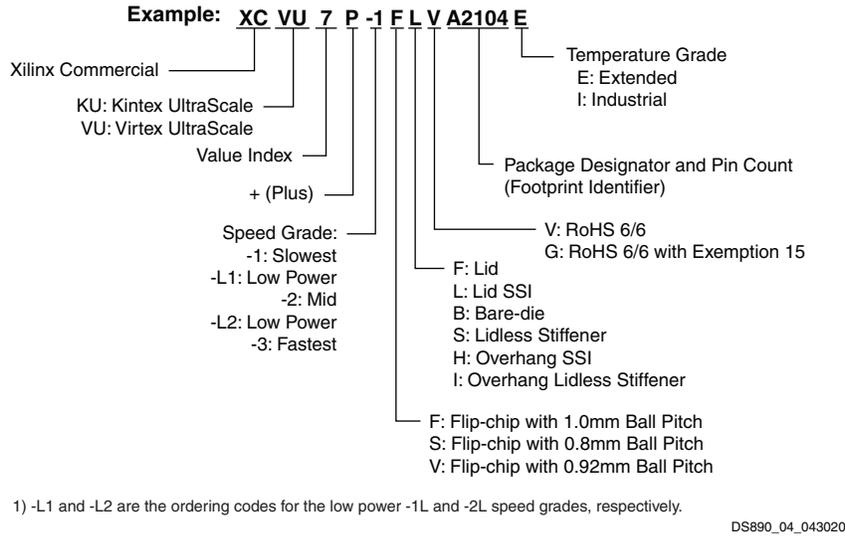 Example: XC VU 7 P -1 F L V A2104 E
Temperature Grade
E: Extended
I: Industrial
Xilinx Commercial
KU: Kintex UltraScale
VU: Virtex UltraScale
Value Index
Package Designator and Pin Count
(Footprint Identifier)
+ (Plus)
V: RoHS 6/6
G: RoHS 6/6 with Exemption 15
Speed Grade:
-1: Slowest
-L1: Low Power
-2: Mid
-L2: Low Power
-3: Fastest
F: Lid
L: Lid SSI
B: Bare-die
S: Lidless Stiffener
H: Overhang SSI
I: Overhang Lidless Stiffener
F: Flip-chip with 1.0mm Ball Pitch
S: Flip-chip with 0.8mm Ball Pitch
V: Flip-chip with 0.92mm Ball Pitch
1) -L1 and -L2 are the ordering codes for the low power -1L and -2L speed grades, respectively.
DS890_04_043020